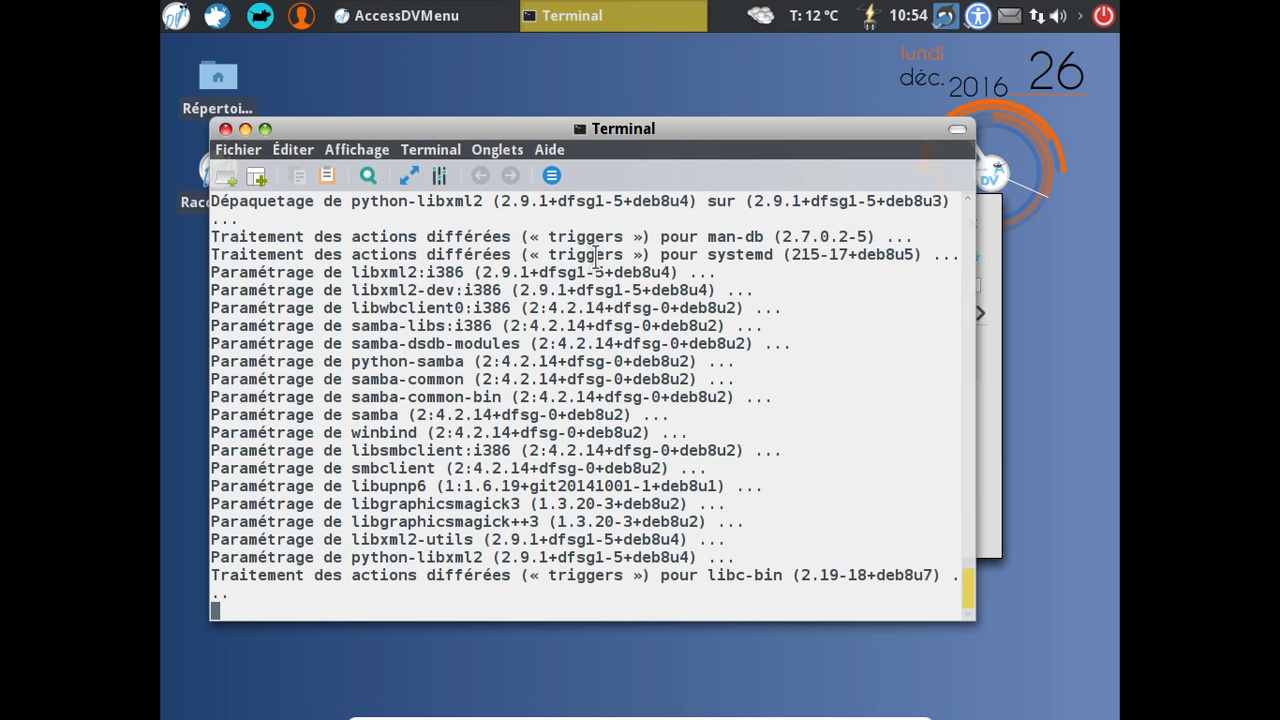 AccessDVMenu
Terminal
T: 12 °C
10:54
lundi
déc. 2016 26
Répertoi...
Raco
DV
Terminal
Fichier Éditer Affichage Terminal Onglets Aide
Dépaquetage de python-libxml2 (2.9.1+dfsg1-5+deb8u4) sur (2.9.1+dfsg1-5+deb8u3)
...
Traitement des actions différées (« triggers ») pour man-db (2.7.0.2-5) ...
Traitement des actions différées (« triggers ») pour systemd (215-17+deb8u5) ...
Paramétrage de libxml2:i386 (2.9.1+dfsg1-5+deb8u4) ...
Paramétrage de libxml2-dev:i386 (2.9.1+dfsg1-5+deb8u4) ...
Paramétrage de libwbclient0:i386 (2:4.2.14+dfsg-0+deb8u2) ...
Paramétrage de samba-libs:i386 (2:4.2.14+dfsg-0+deb8u2) ...
Paramétrage de samba-dsdb-modules (2:4.2.14+dfsg-0+deb8u2) ...
Paramétrage de python-samba (2:4.2.14+dfsg-0+deb8u2) ...
Paramétrage de samba-common (2:4.2.14+dfsg-0+deb8u2) ...
Paramétrage de samba-common-bin (2:4.2.14+dfsg-0+deb8u2) ...
Paramétrage de samba (2:4.2.14+dfsg-0+deb8u2) ...
Paramétrage de winbind (2:4.2.14+dfsg-0+deb8u2) ...
Paramétrage de libsmbclient:i386 (2:4.2.14+dfsg-0+deb8u2) ...
Paramétrage de smbclient (2:4.2.14+dfsg-0+deb8u2) ...
Paramétrage de libupnp6 (1:1.6.19+git20141001-1+deb8u1) ...
Paramétrage de libgraphicsmagick3 (1.3.20-3+deb8u2) ...
Paramétrage de libgraphicsmagick++3 (1.3.20-3+deb8u2) ...
Paramétrage de libxml2-utils (2.9.1+dfsg1-5+deb8u4) ...
Paramétrage de python-libxml2 (2.9.1+dfsg1-5+deb8u4) ...
Traitement des actions différées (« triggers ») pour libc-bin (2.19-18+deb8u7) .
..